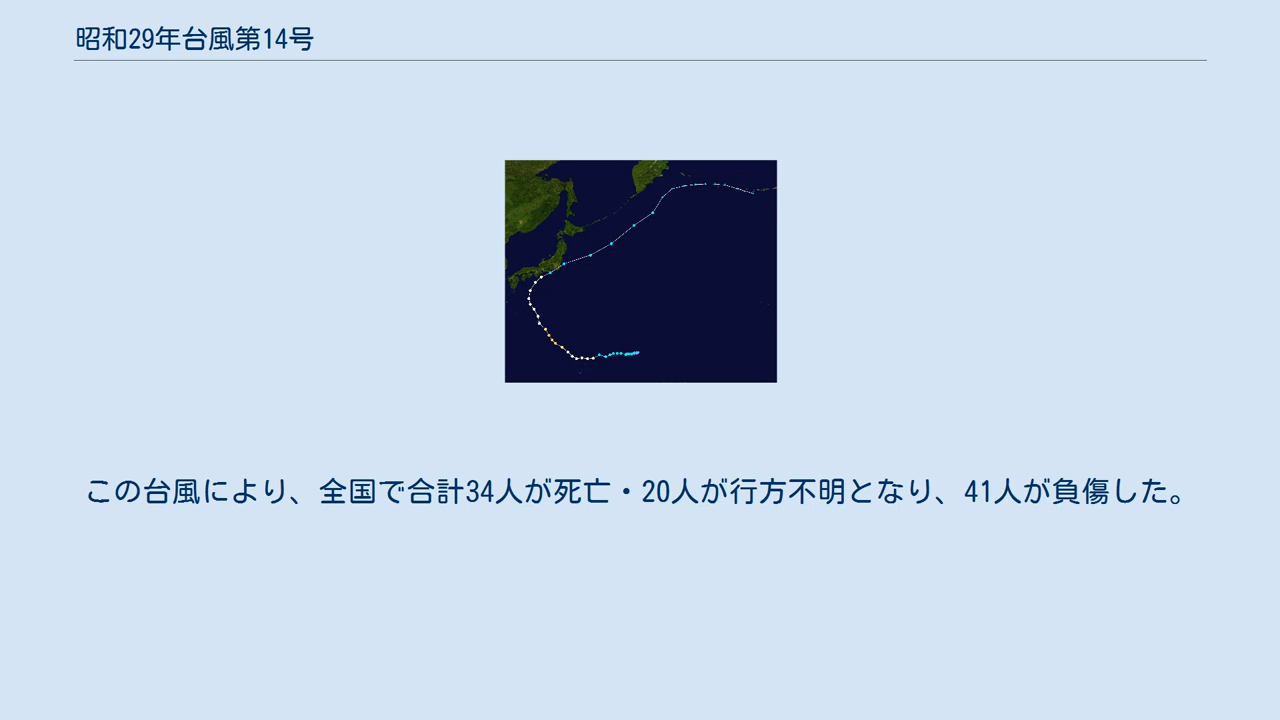 昭和29年台風第14号
この台風により、全国で合計34人が死亡・20人が行方不明となり、41人が負傷した。